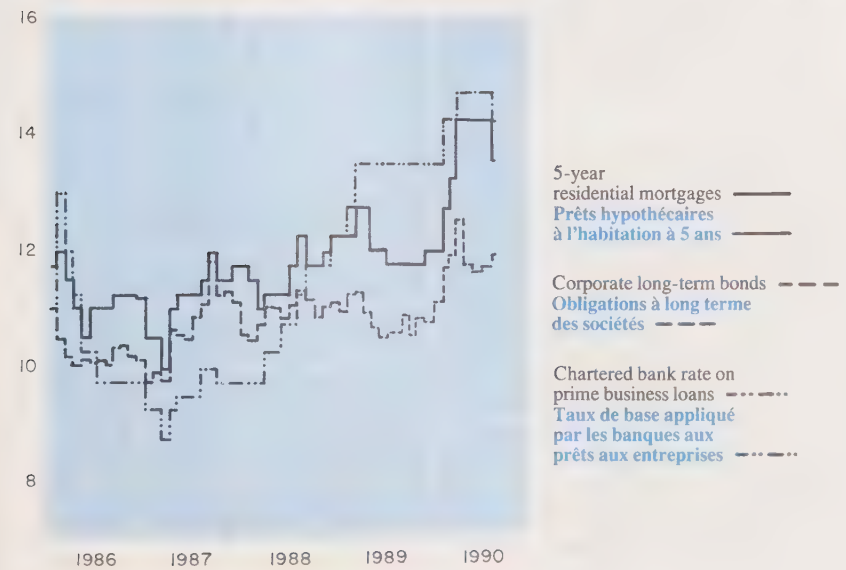 16
14
12
10
8
1986 1987 1988 1989 1990
5-year
residential mortgages
Prêts hypothécaires
à l'habitation à 5 ans
Corporate long-term bonds
Obligations à long terme
des sociétés
Chartered bank rate on
prime business loans
Taux de base appliqué
par les banques aux
prêts aux entreprises